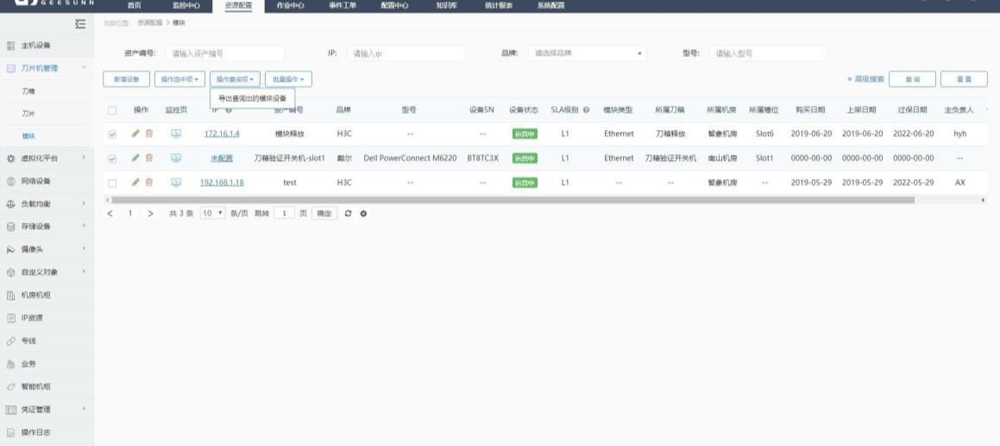 GEESUNN
首页 监控中心 资源配置 作业中心 事件工单 配置中心 知识库 统计报表 系统配置
当前位置: 资源配置 > 模块
主机设备
刀片机管理
刀箱
刀片
模块
虚拟化平台
网络设备
负载均衡
存储设备
摄像头
自定义对象
机房机柜
IP资源
专线
业务
智能机柜
凭证管理
操作日志
资产编号: 请输入资产编号 IP: 请输入ip 品牌: 请选择品牌 型号: 请输入型号
新增设备 操作选中项 操作查询项 批量操作 高级搜索 查询 重置
导出查询出的模块设备
操作 监控页 IP 资产编号 品牌 型号 设备SN 设备状态 SLA级别 模块类型 所属刀箱 所属机房 所属槽位 购买日期 上架日期 过保日期 主负责人
172.16.1.4 模块释放 H3C -- -- 运营中 L1 Ethernet 刀箱释放 智象机房 Slot6 2019-06-20 2019-06-20 2022-06-20 hyh
未配置 刀箱验证开关机-slot1 戴尔 Dell PowerConnect M6220 BT8TC3X 运营中 L1 Ethernet 刀箱验证开关机 南山机房 Slot1 0000-00-00 0000-00-00 0000-00-00 --
192.168.1.18 test H3C -- -- 运营中 L1 -- -- 智象机房 -- 2019-05-29 2019-05-29 2022-05-29 AX
< 1 > 共 3 条 10 条/页 跳转 1 页 确定